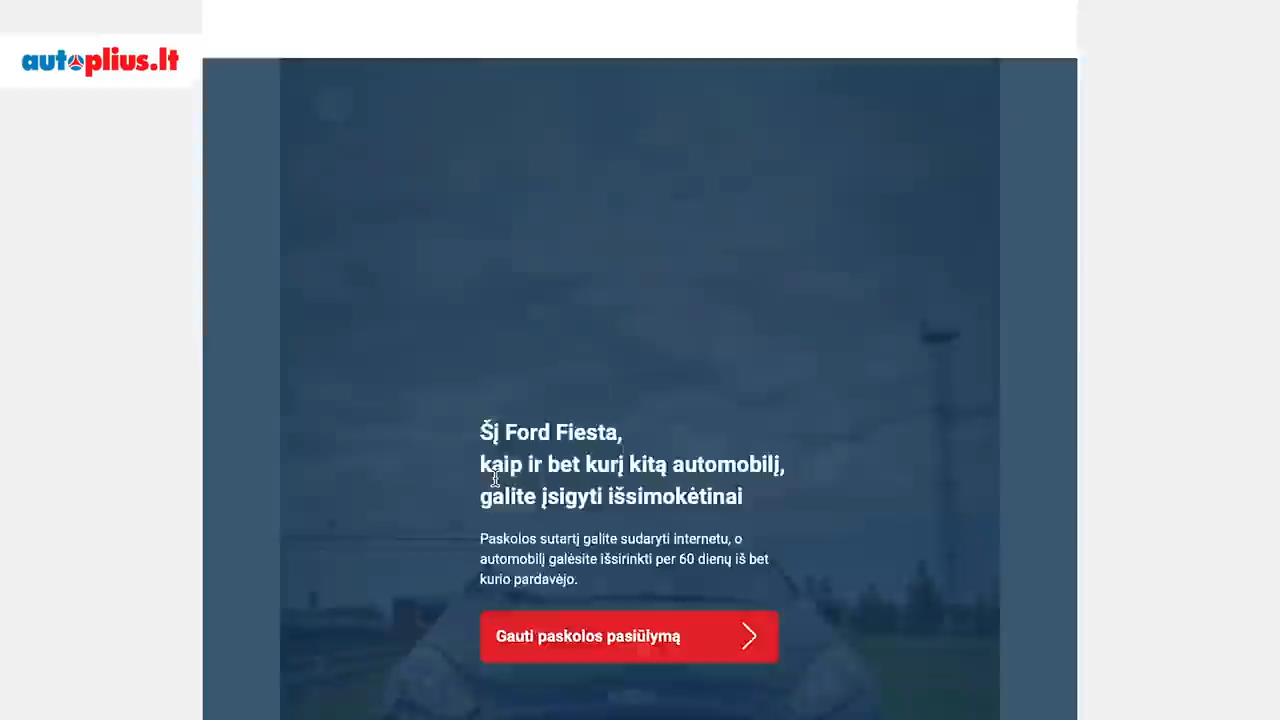 autoplius.lt
Šį Ford Fiesta,
kaip ir bet kurį kitą automobilį,
galite įsigyti išsimokėtinai
Paskolos sutartį galite sudaryti internetu, o
automobilį galėsite išsirinkti per 60 dienų iš bet
kurio pardavėjo.
Gauti paskolos pasiūlymą